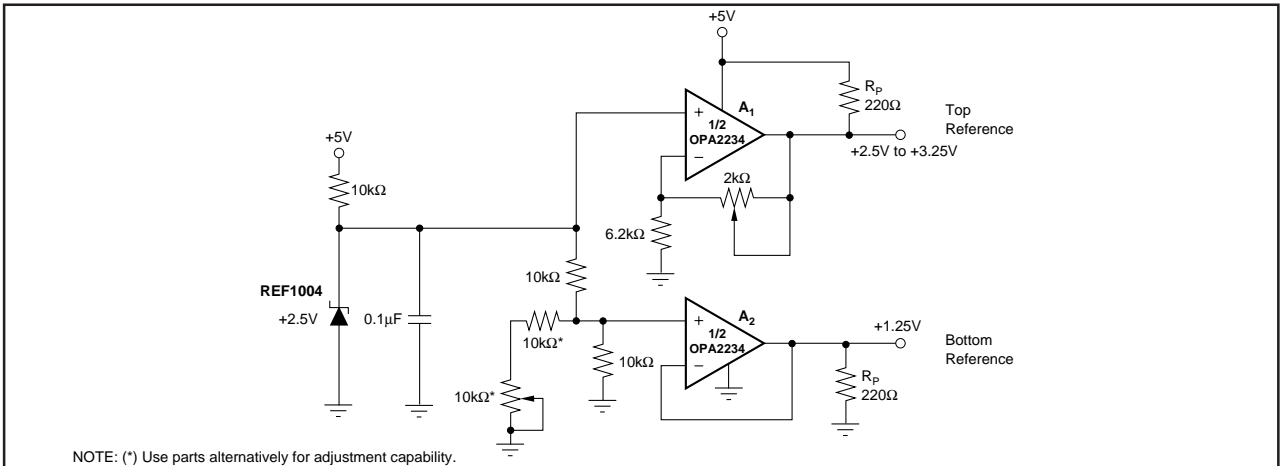 +5V
+5V
10kΩ
REF1004
+2.5V
0.1µF
A1
+
1/2
OPA2234
–
RP
220Ω
Top
Reference
+2.5V to +3.25V
2kΩ
6.2kΩ
10kΩ
10kΩ*
10kΩ*
10kΩ
A2
+
1/2
OPA2234
–
+1.25V
Bottom
Reference
RP
220Ω
NOTE: (*) Use parts alternatively for adjustment capability.